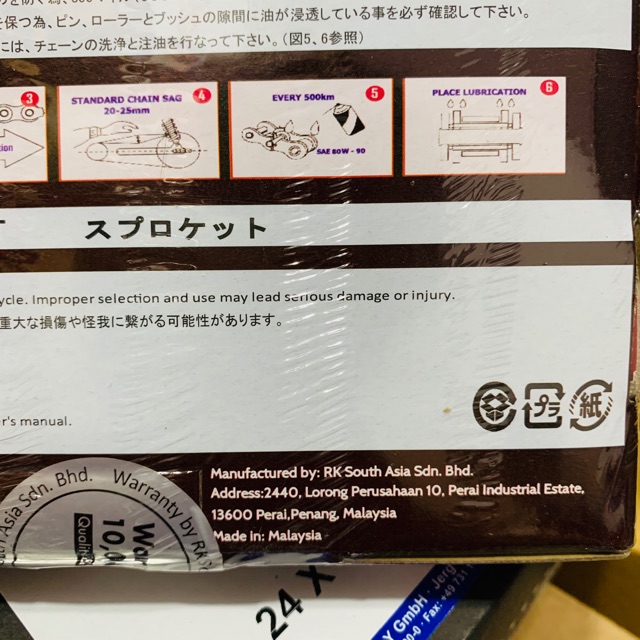 を保つ為、ピン、ローラーとブッシュの隙間に油が浸透している事を必ず確認して下さい。
には、チェーンの洗浄と注油を行なって下さい。(図5、6参照)
3
STANDARD CHAIN SAG
20-25mm
4
EVERY 500km
5
SAE 80W - 90
PLACE LUBRICATION
6
スプロケット
ycle. Improper selection and use may lead serious damage or injury.
重大な損傷や怪我に繋がる可能性があります。
er's manual.
プラ
紙
Manufactured by: RK South Asia Sdn. Bhd.
Address:2440, Lorong Perusahaan 10, Perai Industrial Estate,
13600 Perai,Penang, Malaysia
Made in: Malaysia
Asia Sdn. Bhd.
Warranty by RK
24 X
GmbH